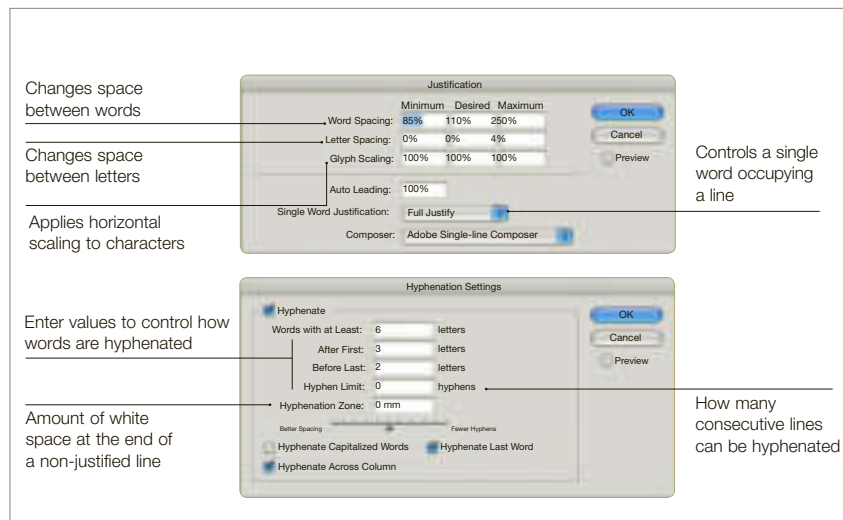 Changes space
between words
Changes space
between letters
Applies horizontal
scaling to characters
Justification
Minimum Desired Maximum
Word Spacing: 85% 110% 250%
Letter Spacing: 0% 0% 4%
Glyph Scaling: 100% 100% 100%
Auto Leading: 100%
Single Word Justification: Full Justify
Composer: Adobe Single-line Composer
OK
Cancel
Preview
Controls a single
word occupying
a line
Enter values to control how
words are hyphenated
Amount of white
space at the end of
a non-justified line
Hyphenation Settings
Hyphenate
Words with at Least: 6 letters
After First: 3 letters
Before Last: 2 letters
Hyphen Limit: 0 hyphens
Hyphenation Zone: 0 mm
Better Spacing Fewer Hyphens
Hyphenate Capitalized Words Hyphenate Last Word
Hyphenate Across Column
OK
Cancel
Preview
How many
consecutive lines
can be hyphenated